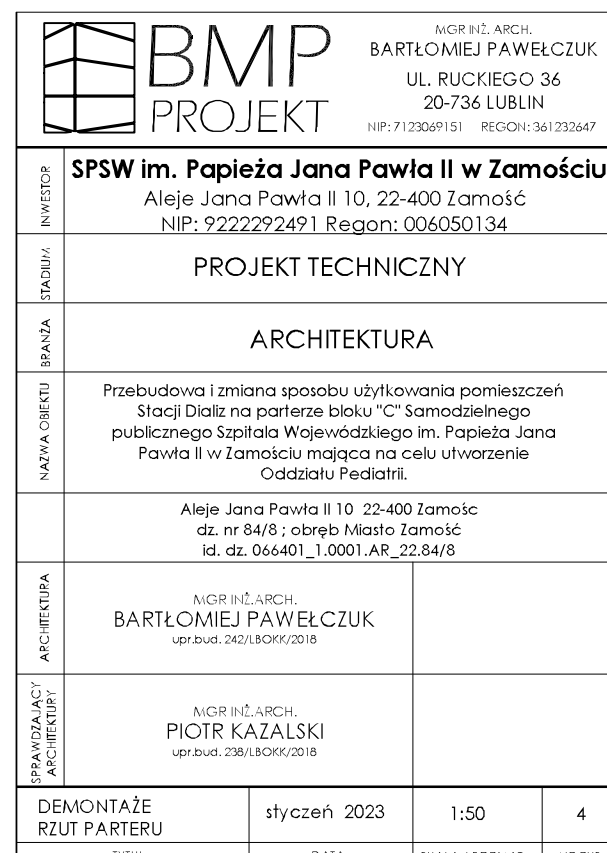 BMP
PROJEKT
MGR INŻ. ARCH.
BARTŁOMIEJ PAWEŁCZUK
UL. RUCKIEGO 36
20-736 LUBLIN
NIP: 7123069151 REGON: 361232647
INWESTOR
SPSW im. Papieża Jana Pawła II w Zamościu
Aleje Jana Pawła II 10, 22-400 Zamość
NIP: 9222292491 Regon: 006050134
STADIUM
PROJEKT TECHNICZNY
BRANŻA
ARCHITEKTURA
NAZWA OBIEKTU
Przebudowa i zmiana sposobu użytkowania pomieszczeń
Stacji Dializ na parterze bloku "C" Samodzielnego
publicznego Szpitala Wojewódzkiego im. Papieża Jana
Pawła II w Zamościu mająca na celu utworzenie
Oddziału Pediatrii.
Aleje Jana Pawła II 10 22-400 Zamośc
dz. nr 84/8 ; obręb Miasto Zamość
id. dz. 066401_1.0001.AR_22.84/8
ARCHITEKTURA
MGR INŻ.ARCH.
BARTŁOMIEJ PAWEŁCZUK
upr.bud. 242/LBOKK/2018
SPRAWDZAJĄCY
ARCHITEKTURY
MGR INŻ.ARCH.
PIOTR KAZALSKI
upr.bud. 238/LBOKK/2018
DEMONTAŻE
RZUT PARTERU
styczeń 2023
1:50
4